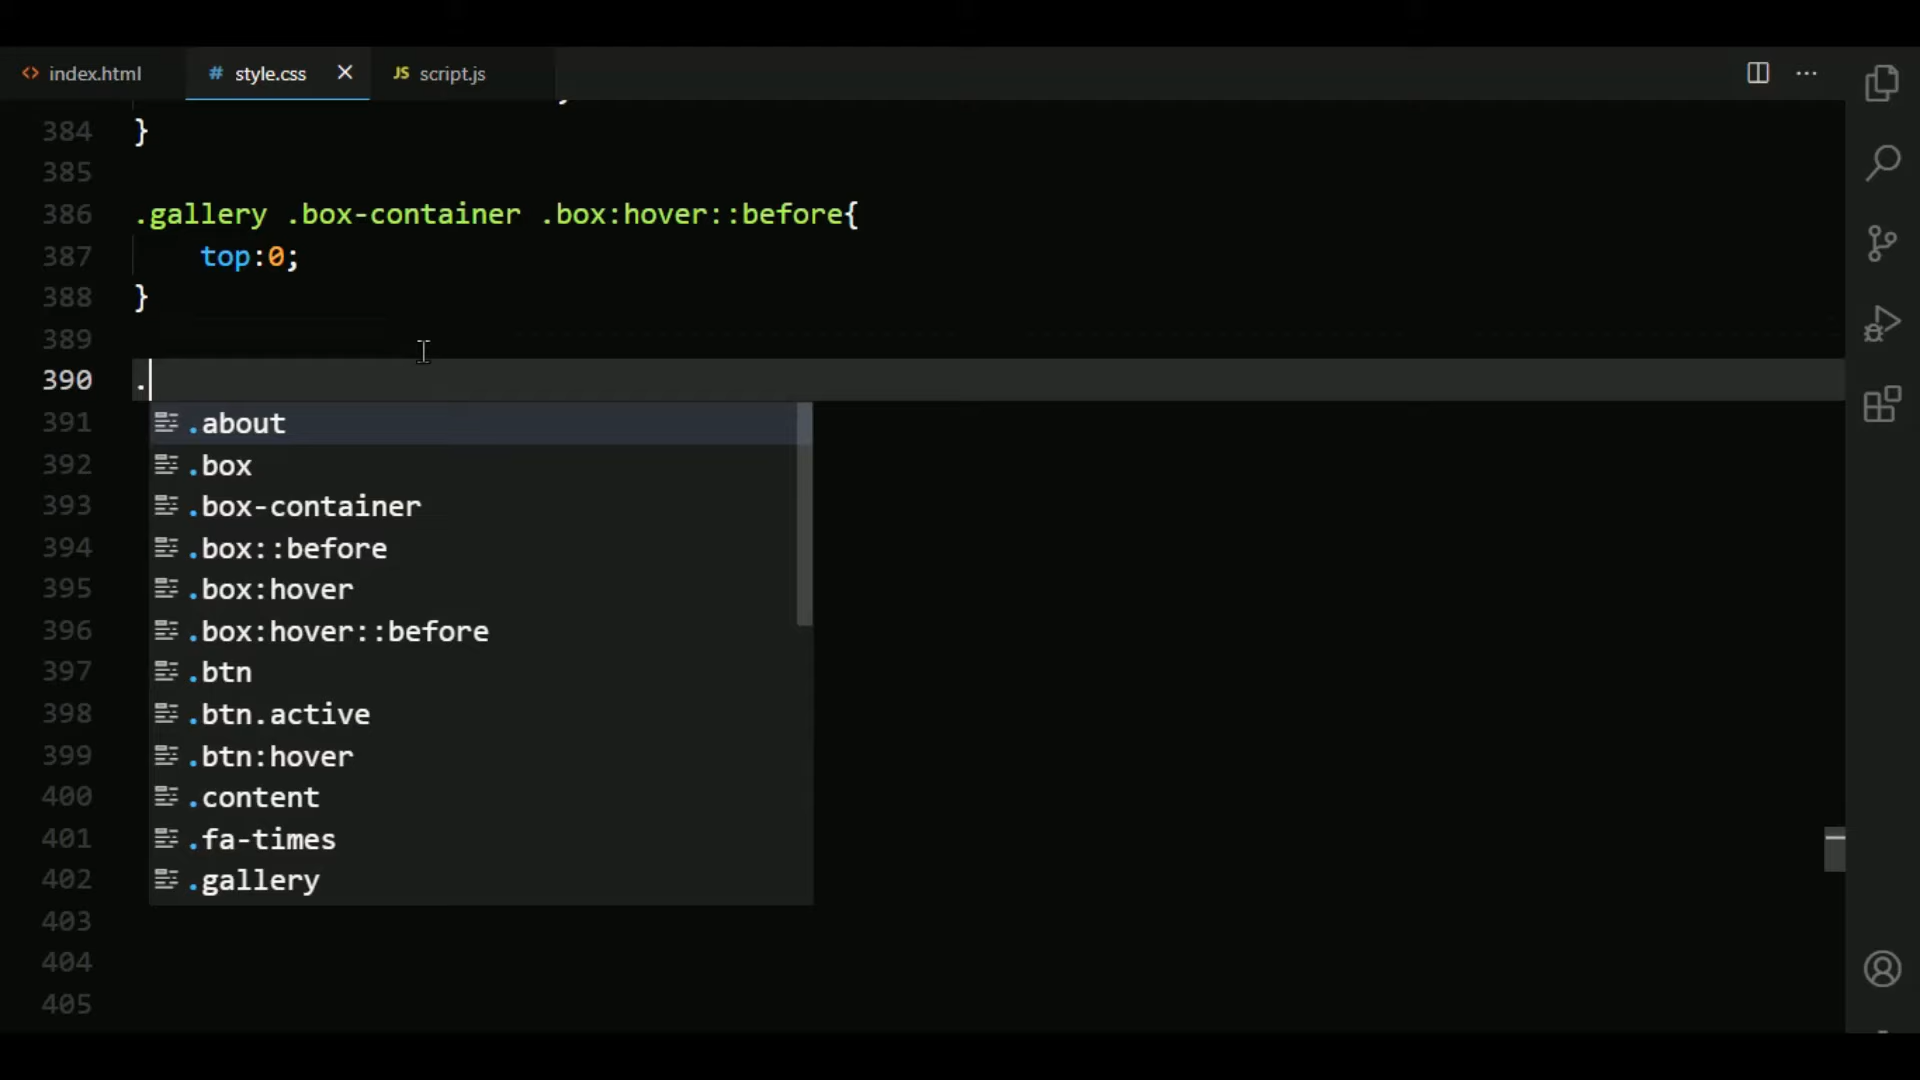 index.html style.css JS script.js
384 }
385
386 .gallery .box-container .box:hover::before{
387 top:0;
388 }
389
390 .
391 .about
392 .box
393 .box-container
394 .box::before
395 .box:hover
396 .box:hover::before
397 .btn
398 .btn.active
399 .btn:hover
400 .content
401 .fa-times
402 .gallery
403
404
405